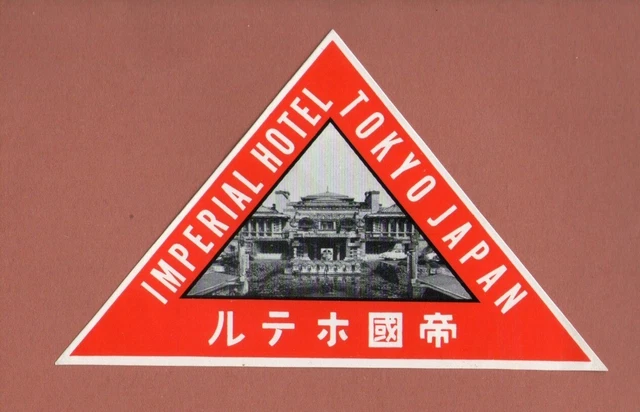 IMPERIAL HOTEL
TOKYO JAPAN
帝國ホテル